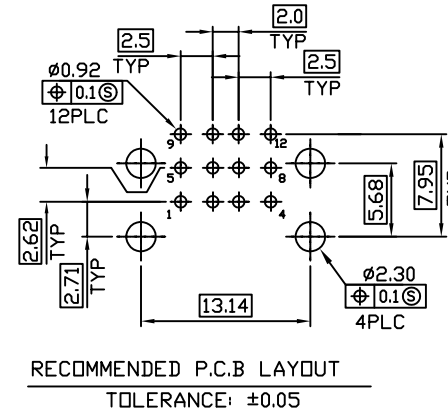 2.0
TYP
2.5
TYP
2.5
TYP
Ø0.92
⌖ 0.1Ⓢ
12PLC
9
12
5
8
1
4
2.62
TYP
2.71
TYP
5.68
7.95
13.14
Ø2.30
⌖ 0.1Ⓢ
4PLC
RECOMMENDED P.C.B LAYOUT
TOLERANCE: ±0.05